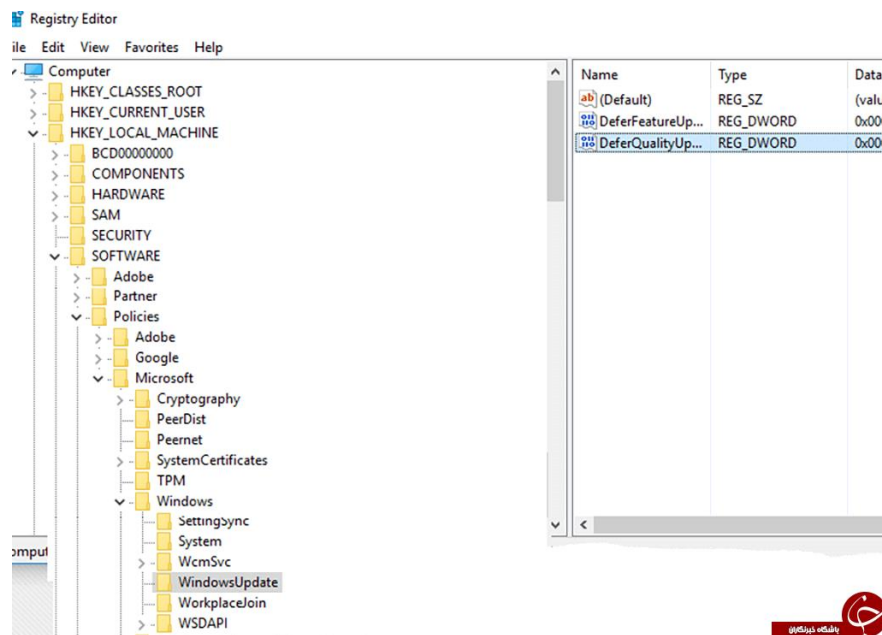 Registry Editor
ile Edit View Favorites Help
Computer
HKEY_CLASSES_ROOT
HKEY_CURRENT_USER
HKEY_LOCAL_MACHINE
BCD00000000
COMPONENTS
HARDWARE
SAM
SECURITY
SOFTWARE
Adobe
Partner
Policies
Adobe
Google
Microsoft
Cryptography
PeerDist
Peernet
SystemCertificates
TPM
Windows
SettingSync
System
WcmSvc
WindowsUpdate
WorkplaceJoin
WSDAPI
omput
Name Type Data
(Default) REG_SZ (valu
DeferFeatureUp... REG_DWORD 0x00
DeferQualityUp... REG_DWORD 0x00
باشگاه خبرنگاران